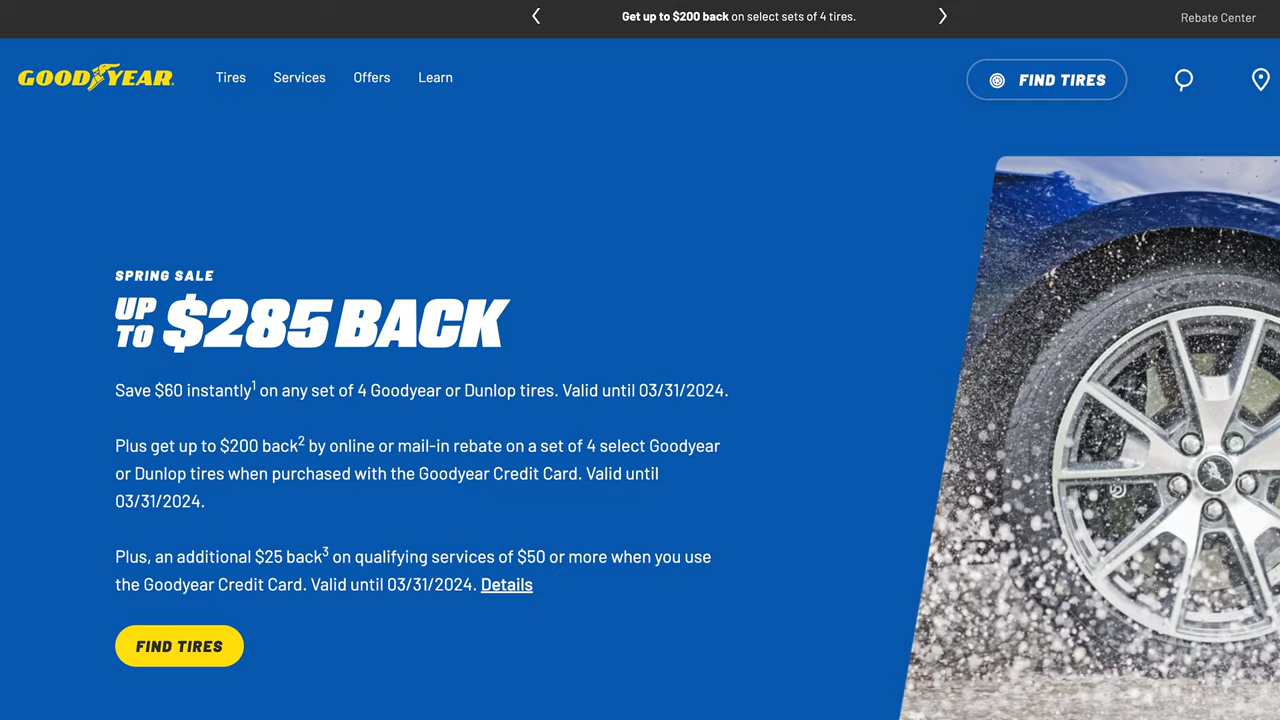 Get up to $200 back on select sets of 4 tires.
Rebate Center
GOODYEAR
Tires
Services
Offers
Learn
FIND TIRES
SPRING SALE
UP TO $285 BACK
Save $60 instantly1 on any set of 4 Goodyear or Dunlop tires. Valid until 03/31/2024.
Plus get up to $200 back2 by online or mail-in rebate on a set of 4 select Goodyear
or Dunlop tires when purchased with the Goodyear Credit Card. Valid until
03/31/2024.
Plus, an additional $25 back3 on qualifying services of $50 or more when you use
the Goodyear Credit Card. Valid until 03/31/2024. Details
FIND TIRES